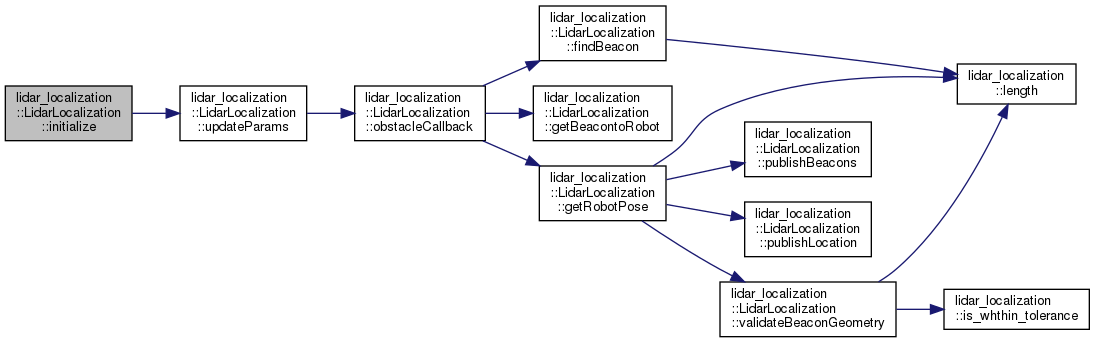 lidar_localization
::LidarLocalization
::initialize
lidar_localization
::LidarLocalization
::updateParams
lidar_localization
::LidarLocalization
::obstacleCallback
lidar_localization
::LidarLocalization
::findBeacon
lidar_localization
::LidarLocalization
::getBeacontoRobot
lidar_localization
::LidarLocalization
::getRobotPose
lidar_localization
::length
lidar_localization
::LidarLocalization
::publishBeacons
lidar_localization
::LidarLocalization
::publishLocation
lidar_localization
::LidarLocalization
::validateBeaconGeometry
lidar_localization
::is_whthin_tolerance